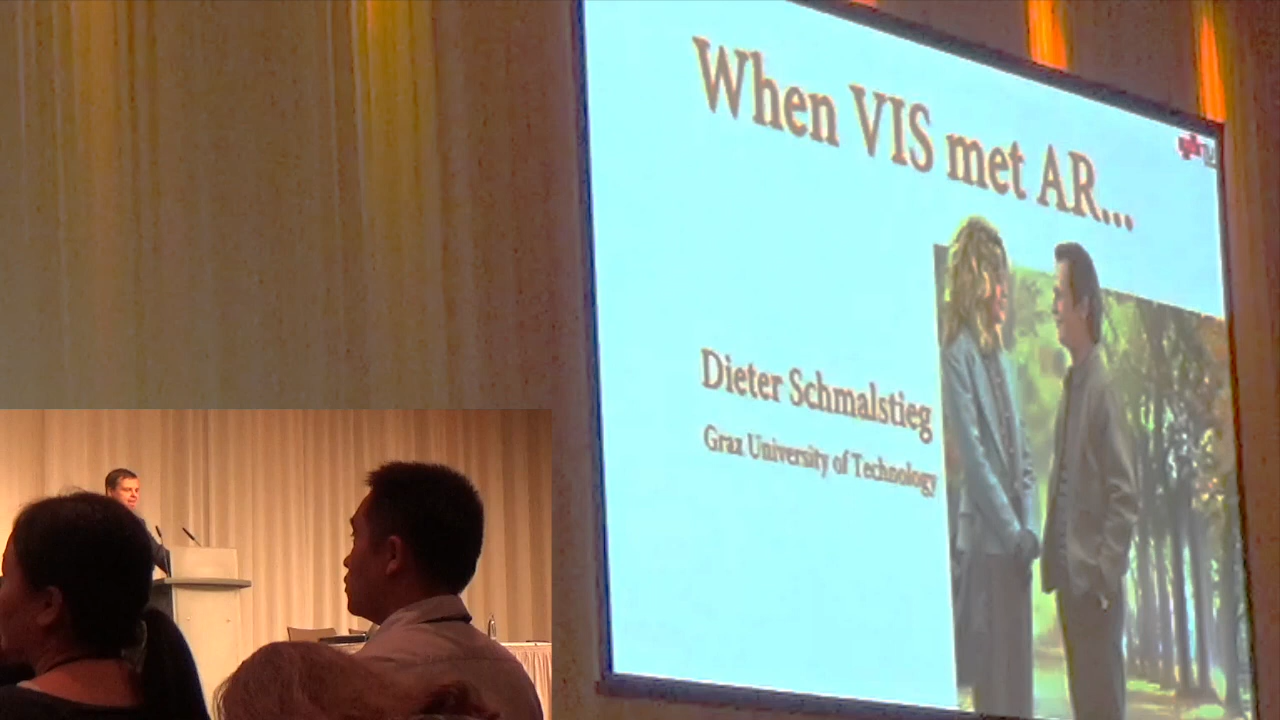 When VIS met AR...
Dieter Schmalstieg
Graz University of Technology